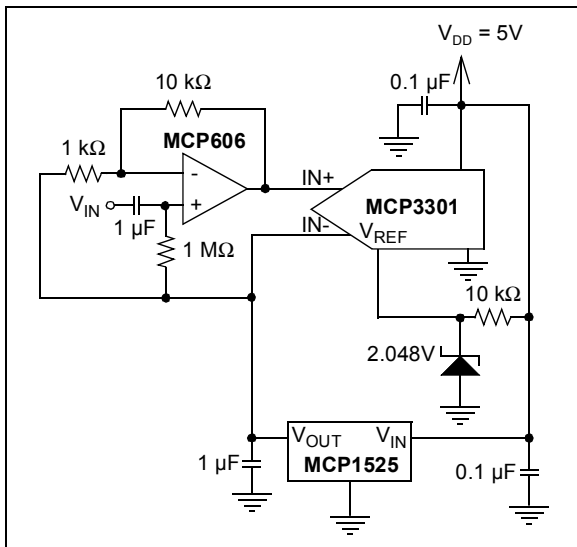 V_DD = 5V
10 kΩ
0.1 µF
MCP606
1 kΩ
-
IN+
MCP3301
+
V_IN
1 µF
IN-
V_REF
1 MΩ
10 kΩ
2.048V
V_OUT
V_IN
1 µF
MCP1525
0.1 µF